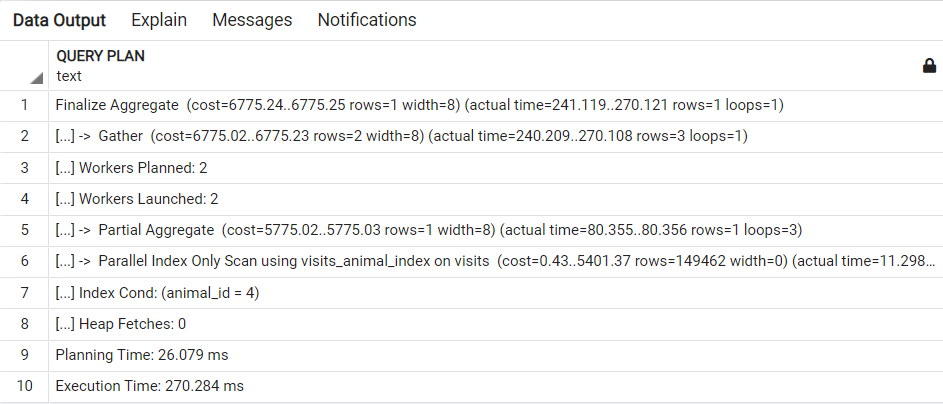 Data Output Explain Messages Notifications
QUERY PLAN
text
1 Finalize Aggregate (cost=6775.24..6775.25 rows=1 width=8) (actual time=241.119..270.121 rows=1 loops=1)
2 [...] -> Gather (cost=6775.02..6775.23 rows=2 width=8) (actual time=240.209..270.108 rows=3 loops=1)
3 [...] Workers Planned: 2
4 [...] Workers Launched: 2
5 [...] -> Partial Aggregate (cost=5775.02..5775.03 rows=1 width=8) (actual time=80.355..80.356 rows=1 loops=3)
6 [...] -> Parallel Index Only Scan using visits_animal_index on visits (cost=0.43..5401.37 rows=149462 width=0) (actual time=11.298...
7 [...] Index Cond: (animal_id = 4)
8 [...] Heap Fetches: 0
9 Planning Time: 26.079 ms
10 Execution Time: 270.284 ms